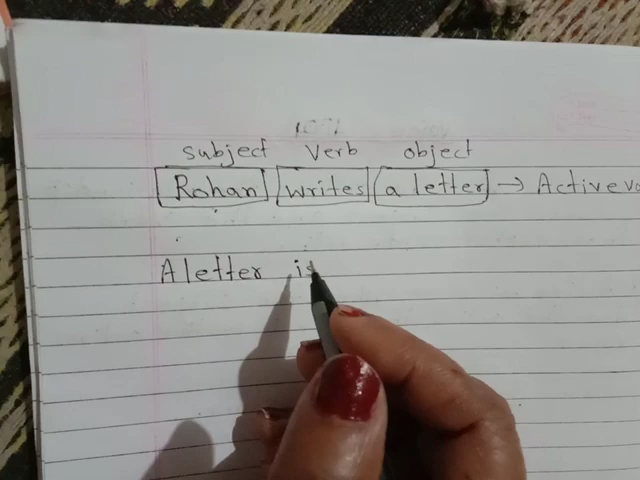 subject Verb object
Rohan writes a letter → Active vo
A letter is